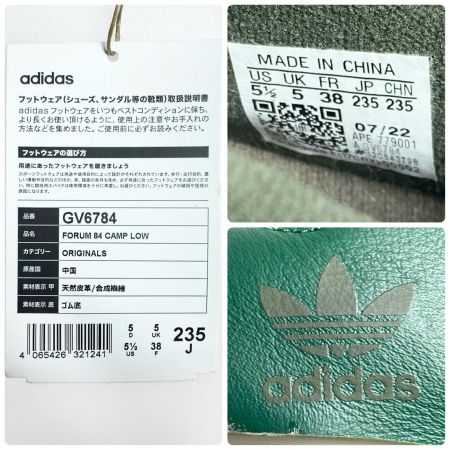 adidas
フットウェア(シューズ、サンダル等の靴類)取扱説明書
adidas フットウェアをいつもベストコンディションに保ち、
より長くお使い頂けるように、使用上の注意やお手入れ
の方法などを集めました。ご使用前に必ずお読みください。
フットウェアの選び方
用途にあったフットウェアを履きましょう
品番 GV6784
品名 FORUM 84 CAMP LOW
カテゴリー ORIGINALS
原産国 中国
素材表示 甲 天然皮革/合成繊維
素材表示 底 ゴム底
5 D 5 UK 235 J
5½ US 38 F
4 065426 321241
MADE IN CHINA
US UK FR JP CHN
5½ 5 38 235 235
07/22
APE 779001
adidas